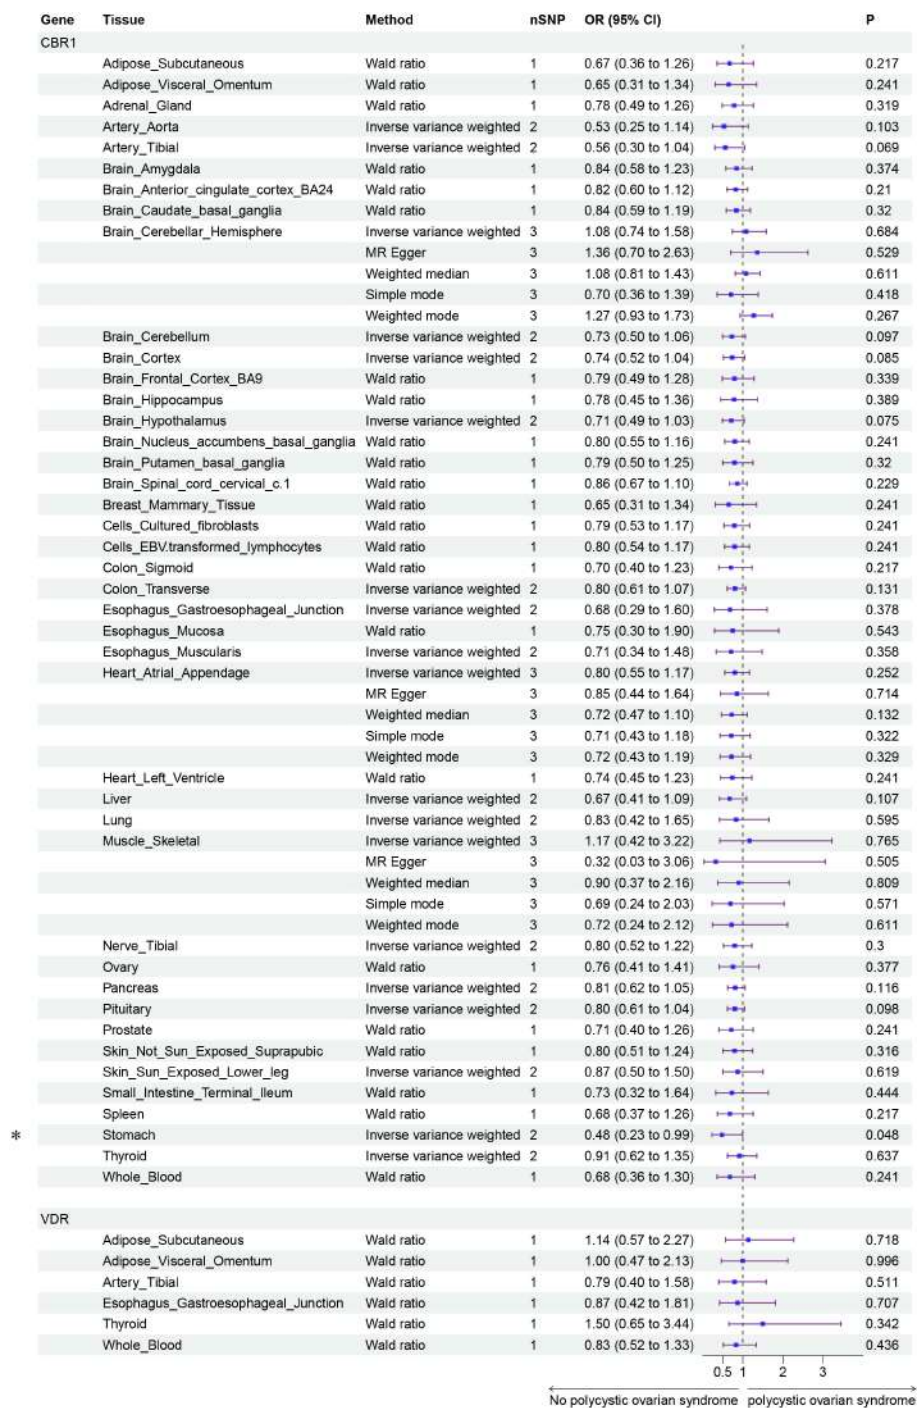 Gene Tissue Method nSNP OR (95% CI) P
CBR1
Adipose_Subcutaneous Wald ratio 1 0.67 (0.36 to 1.26) 0.217
Adipose_Visceral_Omentum Wald ratio 1 0.65 (0.31 to 1.34) 0.241
Adrenal_Gland Wald ratio 1 0.78 (0.49 to 1.26) 0.319
Artery_Aorta Inverse variance weighted 2 0.53 (0.25 to 1.14) 0.103
Artery_Tibial Inverse variance weighted 2 0.56 (0.30 to 1.04) 0.069
Brain_Amygdala Wald ratio 1 0.84 (0.58 to 1.23) 0.374
Brain_Anterior_cingulate_cortex_BA24 Wald ratio 1 0.82 (0.60 to 1.12) 0.21
Brain_Caudate_basal_ganglia Wald ratio 1 0.84 (0.59 to 1.19) 0.32
Brain_Cerebellar_Hemisphere Inverse variance weighted 3 1.08 (0.74 to 1.58) 0.684
MR Egger 3 1.36 (0.70 to 2.63) 0.529
Weighted median 3 1.08 (0.81 to 1.43) 0.611
Simple mode 3 0.70 (0.36 to 1.39) 0.418
Weighted mode 3 1.27 (0.93 to 1.73) 0.267
Brain_Cerebellum Inverse variance weighted 2 0.73 (0.50 to 1.06) 0.097
Brain_Cortex Inverse variance weighted 2 0.74 (0.52 to 1.04) 0.085
Brain_Frontal_Cortex_BA9 Wald ratio 1 0.79 (0.49 to 1.28) 0.339
Brain_Hippocampus Wald ratio 1 0.78 (0.45 to 1.36) 0.389
Brain_Hypothalamus Inverse variance weighted 2 0.71 (0.49 to 1.03) 0.075
Brain_Nucleus_accumbens_basal_ganglia Wald ratio 1 0.80 (0.55 to 1.16) 0.241
Brain_Putamen_basal_ganglia Wald ratio 1 0.79 (0.50 to 1.25) 0.32
Brain_Spinal_cord_cervical_c.1 Wald ratio 1 0.86 (0.67 to 1.10) 0.229
Breast_Mammary_Tissue Wald ratio 1 0.65 (0.31 to 1.34) 0.241
Cells_Cultured_fibroblasts Wald ratio 1 0.79 (0.53 to 1.17) 0.241
Cells_EBV.transformed_lymphocytes Wald ratio 1 0.80 (0.54 to 1.17) 0.241
Colon_Sigmoid Wald ratio 1 0.70 (0.40 to 1.23) 0.217
Colon_Transverse Inverse variance weighted 2 0.80 (0.61 to 1.07) 0.131
Esophagus_Gastroesophageal_Junction Inverse variance weighted 2 0.68 (0.29 to 1.60) 0.378
Esophagus_Mucosa Wald ratio 1 0.75 (0.30 to 1.90) 0.543
Esophagus_Muscularis Inverse variance weighted 2 0.71 (0.34 to 1.48) 0.358
Heart_Atrial_Appendage Inverse variance weighted 3 0.80 (0.55 to 1.17) 0.252
MR Egger 3 0.85 (0.44 to 1.64) 0.714
Weighted median 3 0.72 (0.47 to 1.10) 0.132
Simple mode 3 0.71 (0.43 to 1.18) 0.322
Weighted mode 3 0.72 (0.43 to 1.19) 0.329
Heart_Left_Ventricle Wald ratio 1 0.74 (0.45 to 1.23) 0.241
Liver Inverse variance weighted 2 0.67 (0.41 to 1.09) 0.107
Lung Inverse variance weighted 2 0.83 (0.42 to 1.65) 0.595
Muscle_Skeletal Inverse variance weighted 3 1.17 (0.42 to 3.22) 0.765
MR Egger 3 0.32 (0.03 to 3.06) 0.505
Weighted median 3 0.90 (0.37 to 2.16) 0.809
Simple mode 3 0.69 (0.24 to 2.03) 0.571
Weighted mode 3 0.72 (0.24 to 2.12) 0.611
Nerve_Tibial Inverse variance weighted 2 0.80 (0.52 to 1.22) 0.3
Ovary Wald ratio 1 0.76 (0.41 to 1.41) 0.377
Pancreas Inverse variance weighted 2 0.81 (0.62 to 1.05) 0.116
Pituitary Inverse variance weighted 2 0.80 (0.61 to 1.04) 0.098
Prostate Wald ratio 1 0.71 (0.40 to 1.26) 0.241
Skin_Not_Sun_Exposed_Suprapubic Wald ratio 1 0.80 (0.51 to 1.24) 0.316
Skin_Sun_Exposed_Lower_leg Inverse variance weighted 2 0.87 (0.50 to 1.50) 0.619
Small_Intestine_Terminal_Ileum Wald ratio 1 0.73 (0.32 to 1.64) 0.444
Spleen Wald ratio 1 0.68 (0.37 to 1.26) 0.217
* Stomach Inverse variance weighted 2 0.48 (0.23 to 0.99) 0.048
Thyroid Inverse variance weighted 2 0.91 (0.62 to 1.35) 0.637
Whole_Blood Wald ratio 1 0.68 (0.36 to 1.30) 0.241
VDR
Adipose_Subcutaneous Wald ratio 1 1.14 (0.57 to 2.27) 0.718
Adipose_Visceral_Omentum Wald ratio 1 1.00 (0.47 to 2.13) 0.996
Artery_Tibial Wald ratio 1 0.79 (0.40 to 1.58) 0.511
Esophagus_Gastroesophageal_Junction Wald ratio 1 0.87 (0.42 to 1.81) 0.707
Thyroid Wald ratio 1 1.50 (0.65 to 3.44) 0.342
Whole_Blood Wald ratio 1 0.83 (0.52 to 1.33) 0.436
0.5 1 2 3
No polycystic ovarian syndrome polycystic ovarian syndrome